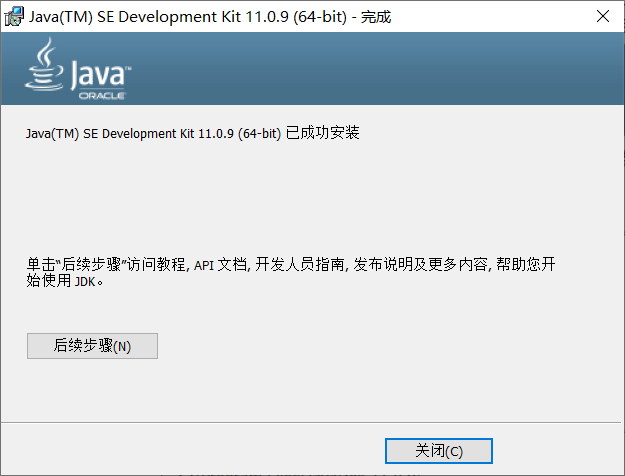 Java(TM) SE Development Kit 11.0.9 (64-bit) - 完成
Java™
ORACLE
Java(TM) SE Development Kit 11.0.9 (64-bit) 已成功安装
单击“后续步骤”访问教程, API 文档, 开发人员指南, 发布说明及更多内容, 帮助您开
始使用 JDK。
后续步骤(N)
关闭(C)